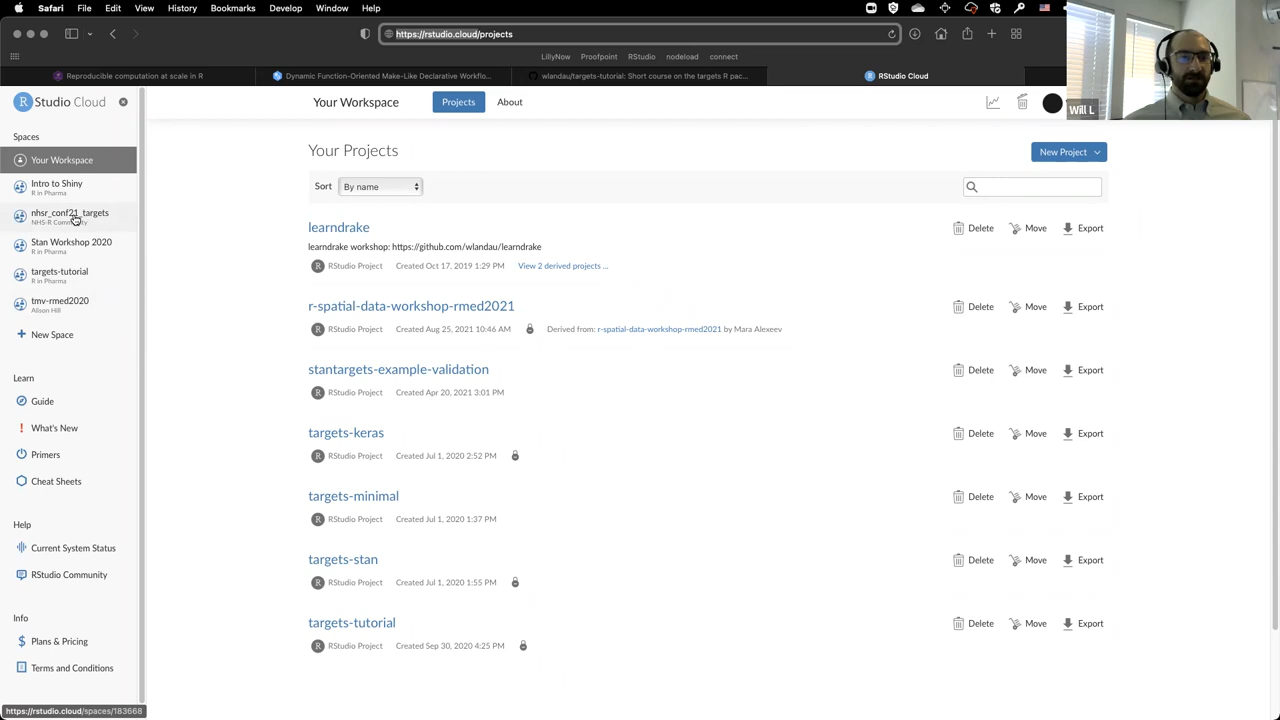 Safari File Edit View History Bookmarks Develop Window Help
https://rstudio.cloud/projects
LillyNow Proofpoint RStudio nodeload connect
Reproducible computation at scale in R
Dynamic Function-Oriented Make-Like Declarative Workflo...
wlandau/targets-tutorial: Short course on the targets R pac...
RStudio Cloud
Will L
R Studio Cloud
Your Workspace Projects About
Spaces
Your Workspace
Intro to Shiny
R in Pharma
nhsr_conf21_targets
NHS-R Community
Stan Workshop 2020
R in Pharma
targets-tutorial
R in Pharma
tmv-rmed2020
Alison Hill
New Space
Learn
Guide
What's New
Primers
Cheat Sheets
Help
Current System Status
RStudio Community
Info
Plans & Pricing
Terms and Conditions
https://rstudio.cloud/spaces/183668
Your Projects
New Project
Sort By name
learndrake Delete Move Export
learndrake workshop: https://github.com/wlandau/learndrake
R RStudio Project Created Oct 17, 2019 1:29 PM View 2 derived projects ...
r-spatial-data-workshop-rmed2021 Delete Move Export
R RStudio Project Created Aug 25, 2021 10:46 AM Derived from: r-spatial-data-workshop-rmed2021 by Mara Alexeev
stantargets-example-validation Delete Move Export
R RStudio Project Created Apr 20, 2021 3:01 PM
targets-keras Delete Move Export
R RStudio Project Created Jul 1, 2020 2:52 PM
targets-minimal Delete Move Export
R RStudio Project Created Jul 1, 2020 1:37 PM
targets-stan Delete Move Export
R RStudio Project Created Jul 1, 2020 1:55 PM
targets-tutorial Delete Move Export
R RStudio Project Created Sep 30, 2020 4:25 PM